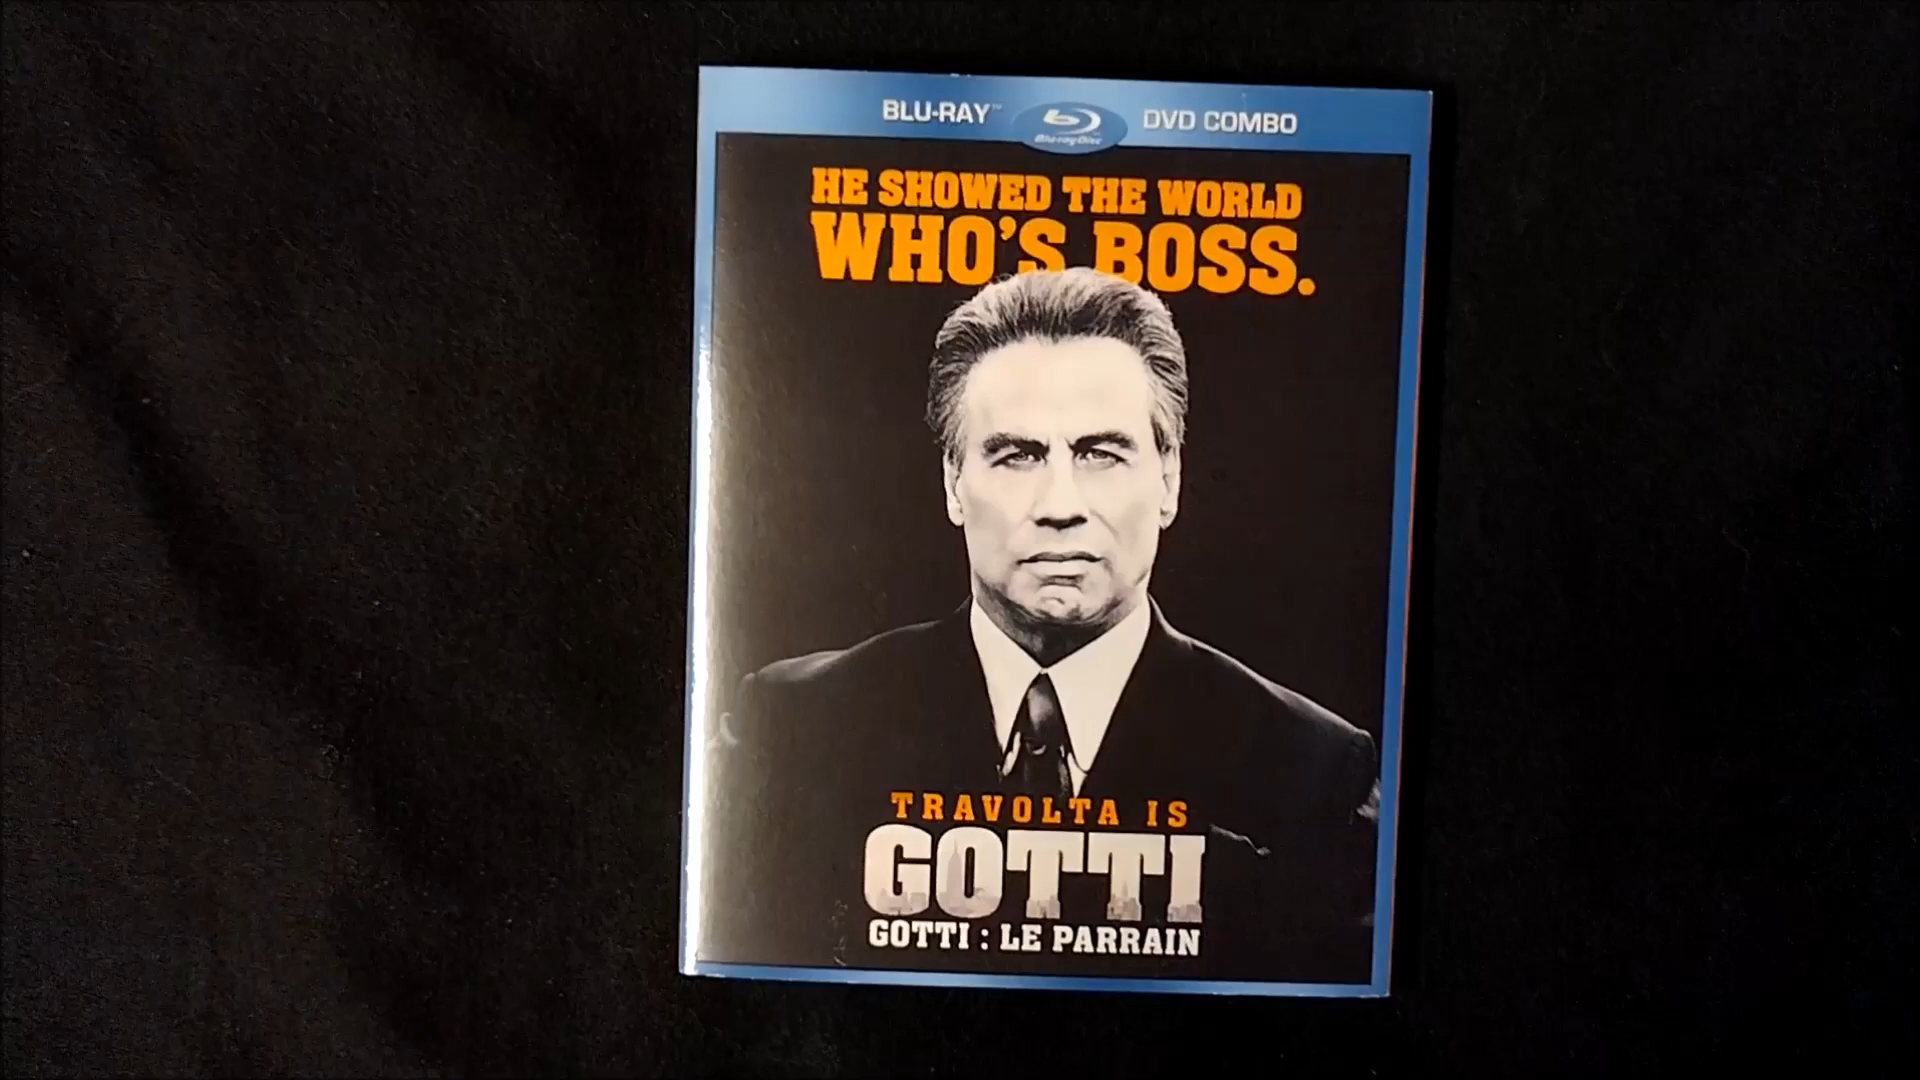 BLU-RAY™ Blu-ray Disc DVD COMBO
HE SHOWED THE WORLD
WHO'S BOSS.
TRAVOLTA IS
GOTTI
GOTTI : LE PARRAIN